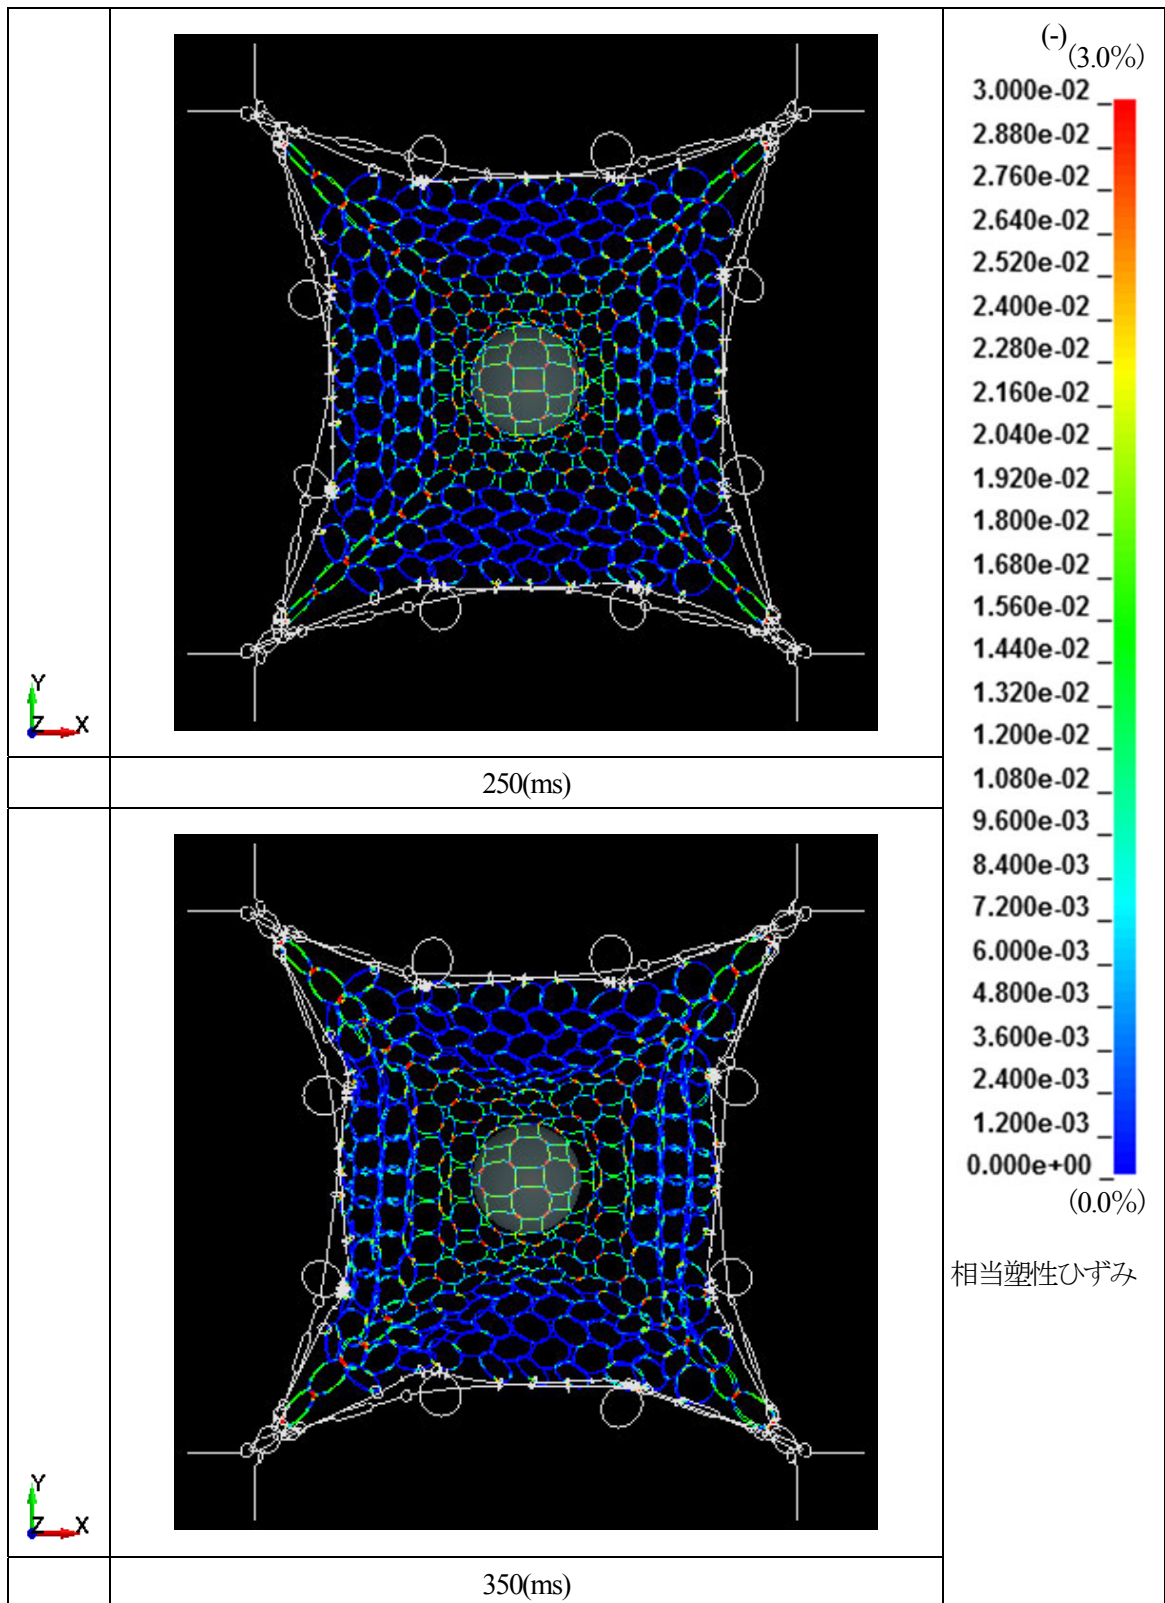 Y
Z X
250(ms)
Y
Z X
350(ms)
(-)
(3.0%)
3.000e-02
2.880e-02
2.760e-02
2.640e-02
2.520e-02
2.400e-02
2.280e-02
2.160e-02
2.040e-02
1.920e-02
1.800e-02
1.680e-02
1.560e-02
1.440e-02
1.320e-02
1.200e-02
1.080e-02
9.600e-03
8.400e-03
7.200e-03
6.000e-03
4.800e-03
3.600e-03
2.400e-03
1.200e-03
0.000e+00
(0.0%)
相当塑性ひずみ